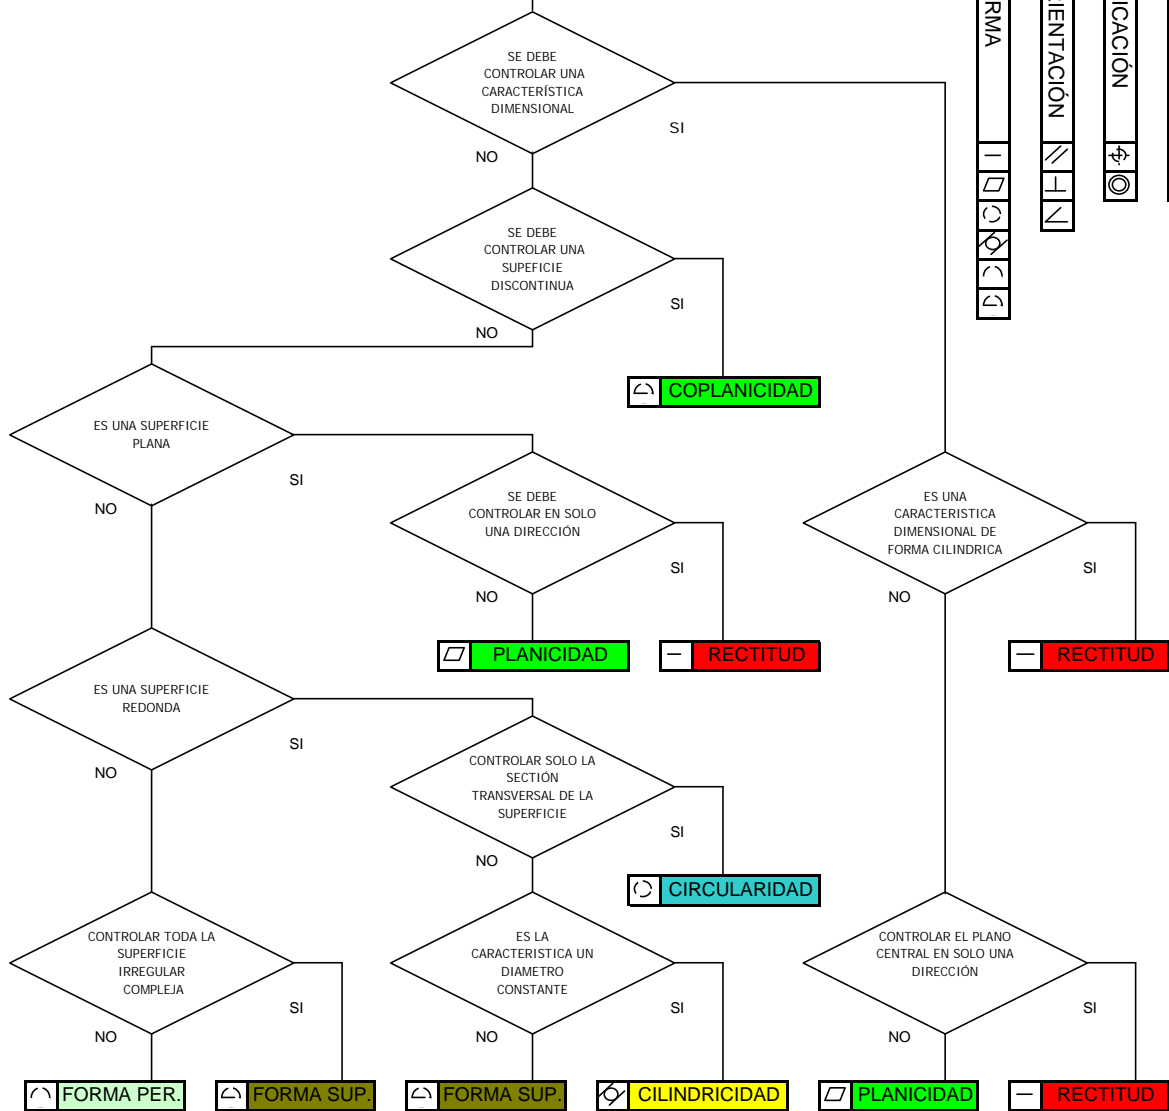 SE DEBE
CONTROLAR UNA
CARACTERÍSTICA
DIMENSIONAL
SI
NO
SE DEBE
CONTROLAR UNA
SUPEFICIE
DISCONTINUA
SI
NO
COPLANICIDAD
ES UNA SUPERFICIE
PLANA
SI
NO
SE DEBE
CONTROLAR EN SOLO
UNA DIRECCIÓN
SI
NO
ES UNA
CARACTERISTICA
DIMENSIONAL DE
FORMA CILINDRICA
SI
NO
PLANICIDAD
RECTITUD
RECTITUD
ES UNA SUPERFICIE
REDONDA
SI
NO
CONTROLAR SOLO LA
SECTIÓN
TRANSVERSAL DE LA
SUPERFICIE
SI
NO
CIRCULARIDAD
CONTROLAR TODA LA
SUPERFICIE
IRREGULAR
COMPLEJA
SI
NO
ES LA
CARACTERISTICA UN
DIAMETRO
CONSTANTE
SI
NO
CONTROLAR EL PLANO
CENTRAL EN SOLO UNA
DIRECCIÓN
SI
NO
FORMA PER.
FORMA SUP.
FORMA SUP.
CILINDRICIDAD
PLANICIDAD
RECTITUD
RMA
IENTACIÓN
ICACIÓN